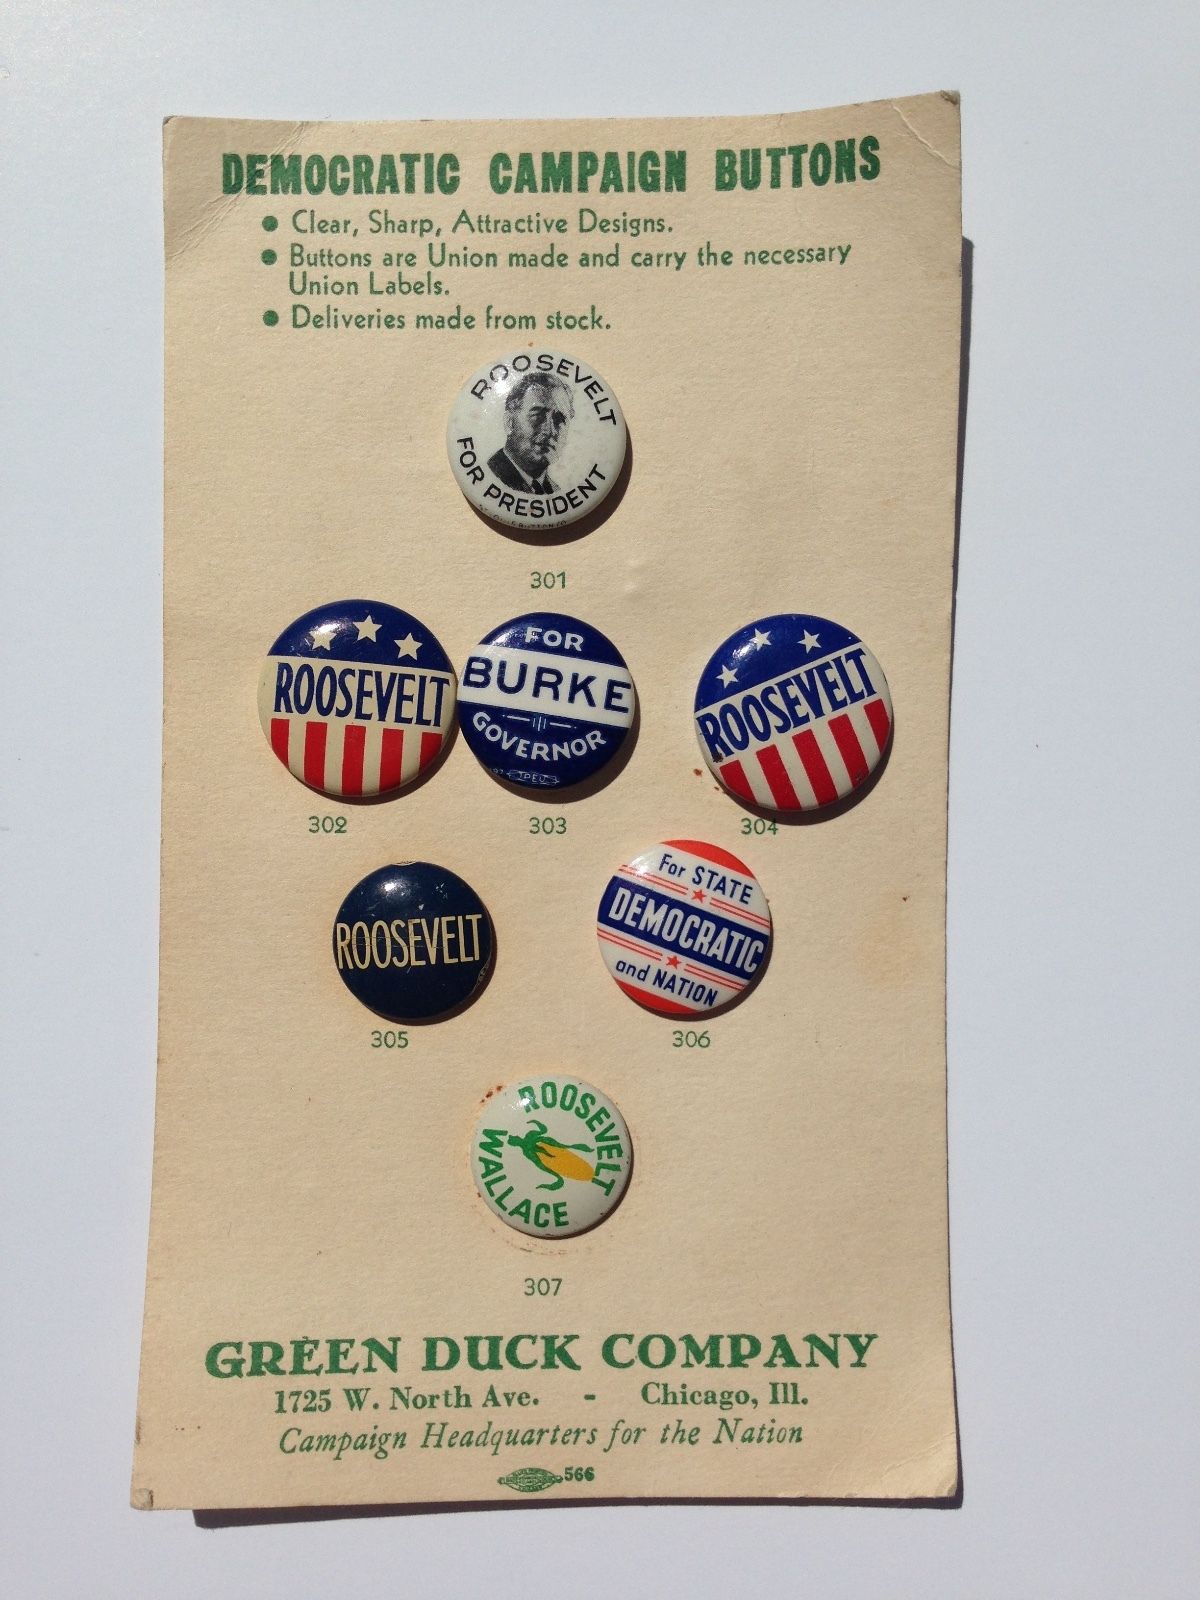 DEMOCRATIC CAMPAIGN BUTTONS
● Clear, Sharp, Attractive Designs.
● Buttons are Union made and carry the necessary
Union Labels.
● Deliveries made from stock.
ROOSEVELT
FOR PRESIDENT
BUTTON CO
301
ROOSEVELT
302
FOR
BURKE
GOVERNOR
303
ROOSEVELT
304
ROOSEVELT
305
For STATE
DEMOCRATIC
and NATION
306
ROOSEVELT
WALLACE
307
GREEN DUCK COMPANY
1725 W. North Ave. - Chicago, Ill.
Campaign Headquarters for the Nation
566